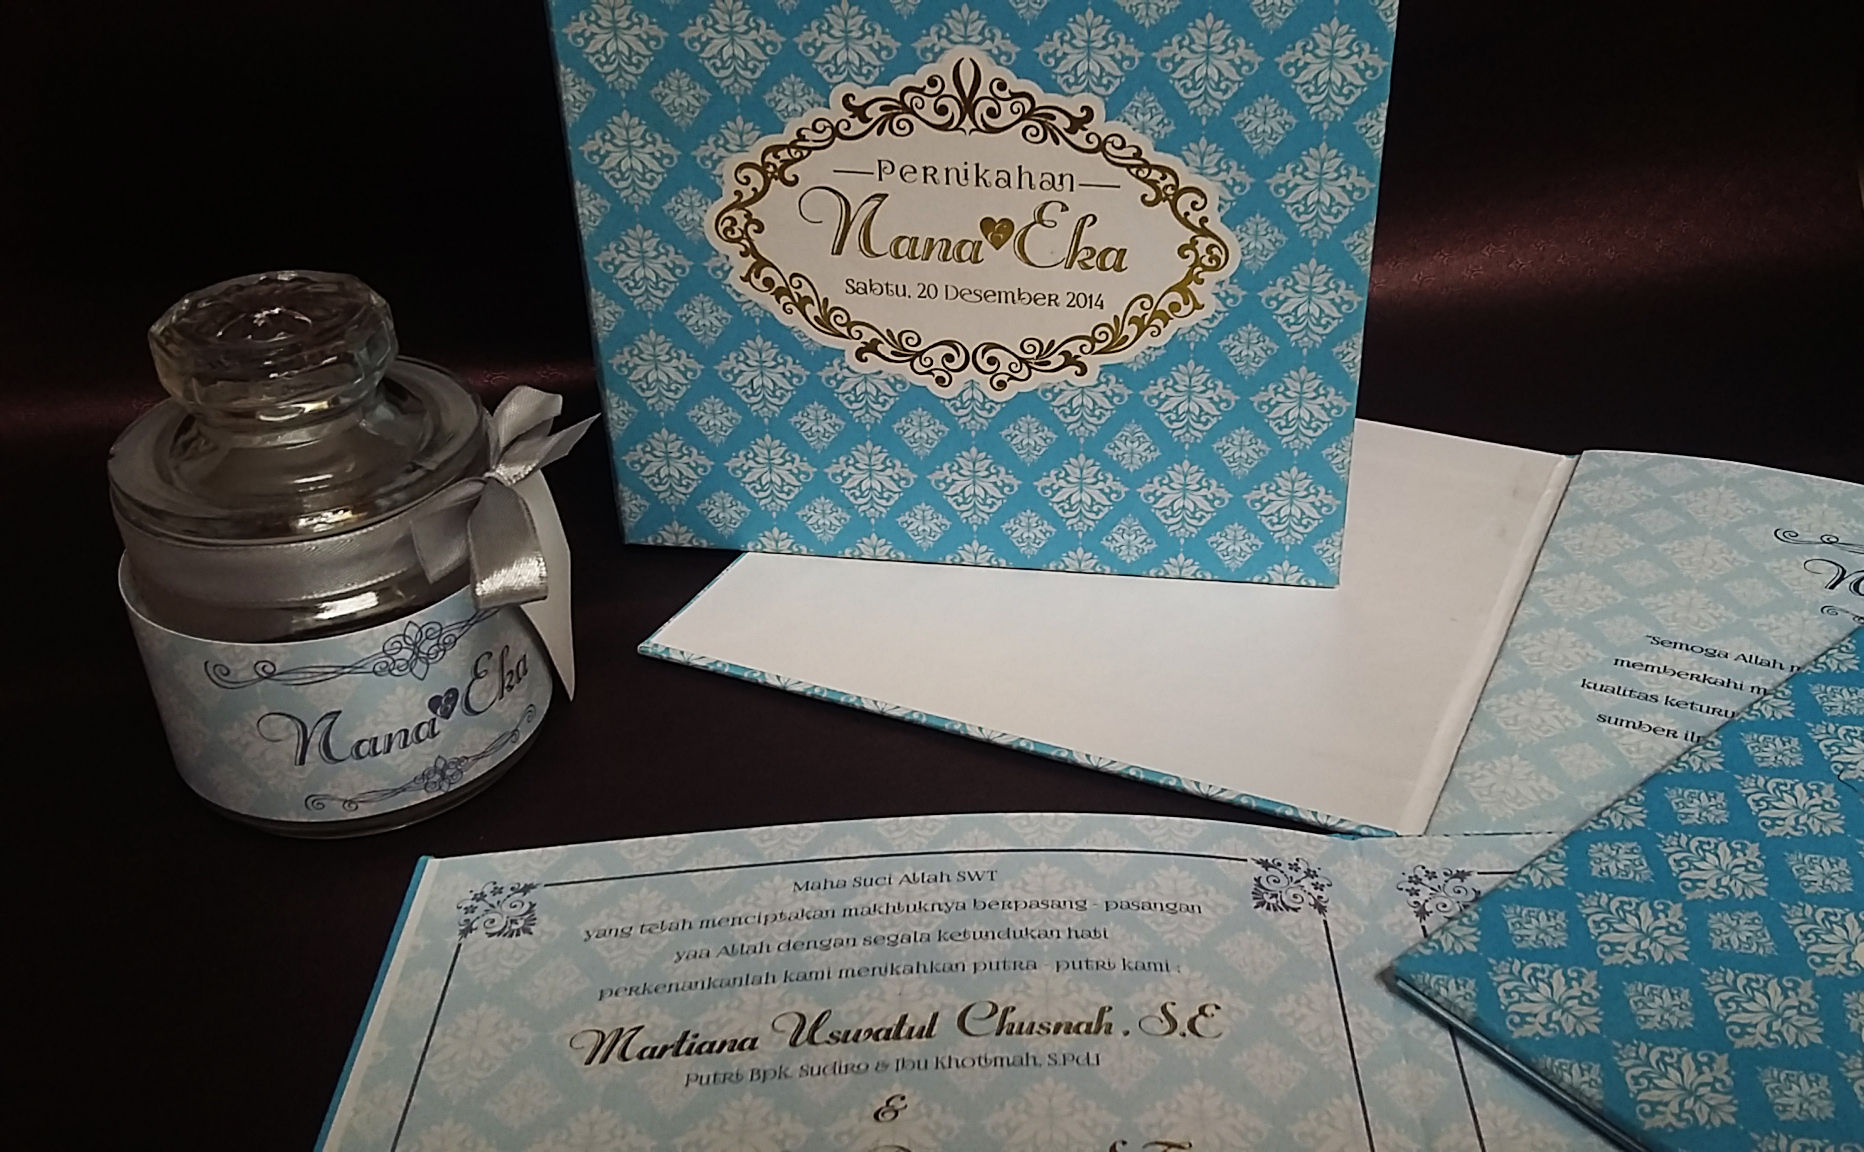 Pernikahan
Nana Eka
Sabtu, 20 Desember 2014
Nana Eka
"Semoga Allah
memberkahi
kualitas
sumber
Maha Suci Allah SWT
yang telah menciptakan makhluknya berpasang - pasangan
yaa Allah dengan segala ketundukan hati
perkenankanlah kami menikahkan putra - putri kami :
Martiana Uswatul Chusnah, S.E
Putri Bpk. Sudiro & Ibu Khotimah, S.Pd.I
&